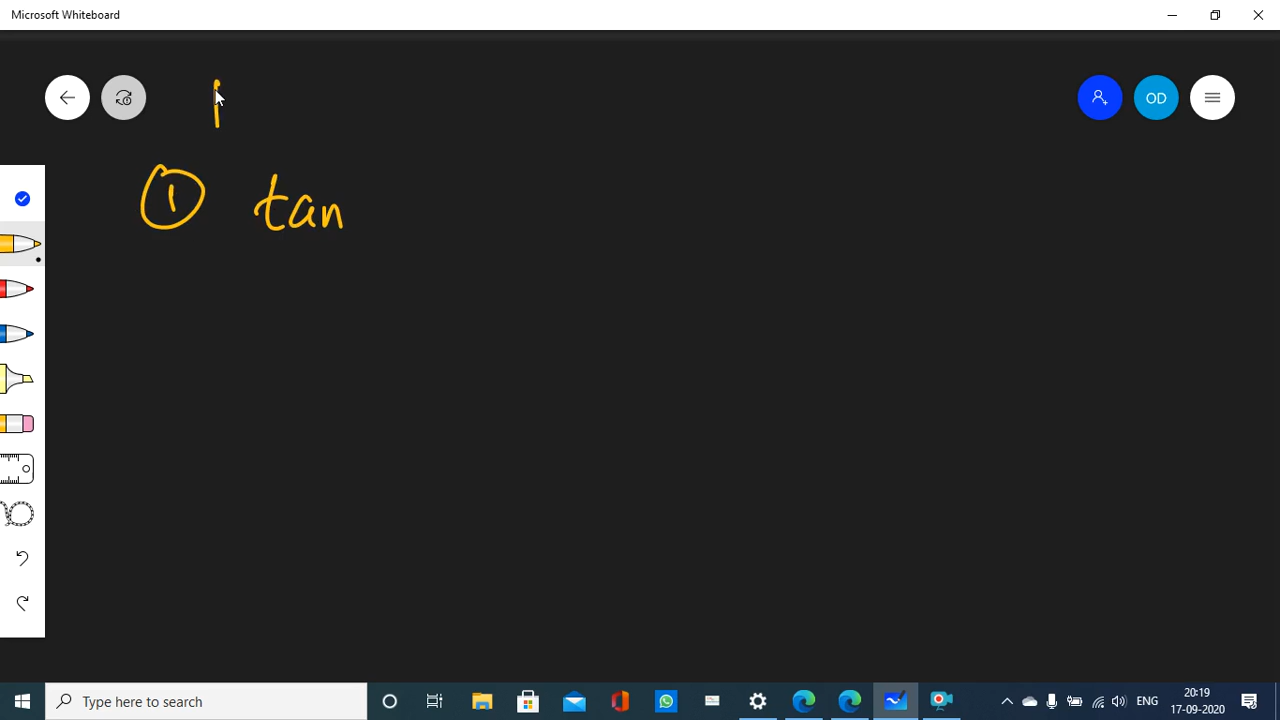 Microsoft Whiteboard
OD
① tan
Type here to search
ENG
20:19
17-09-2020